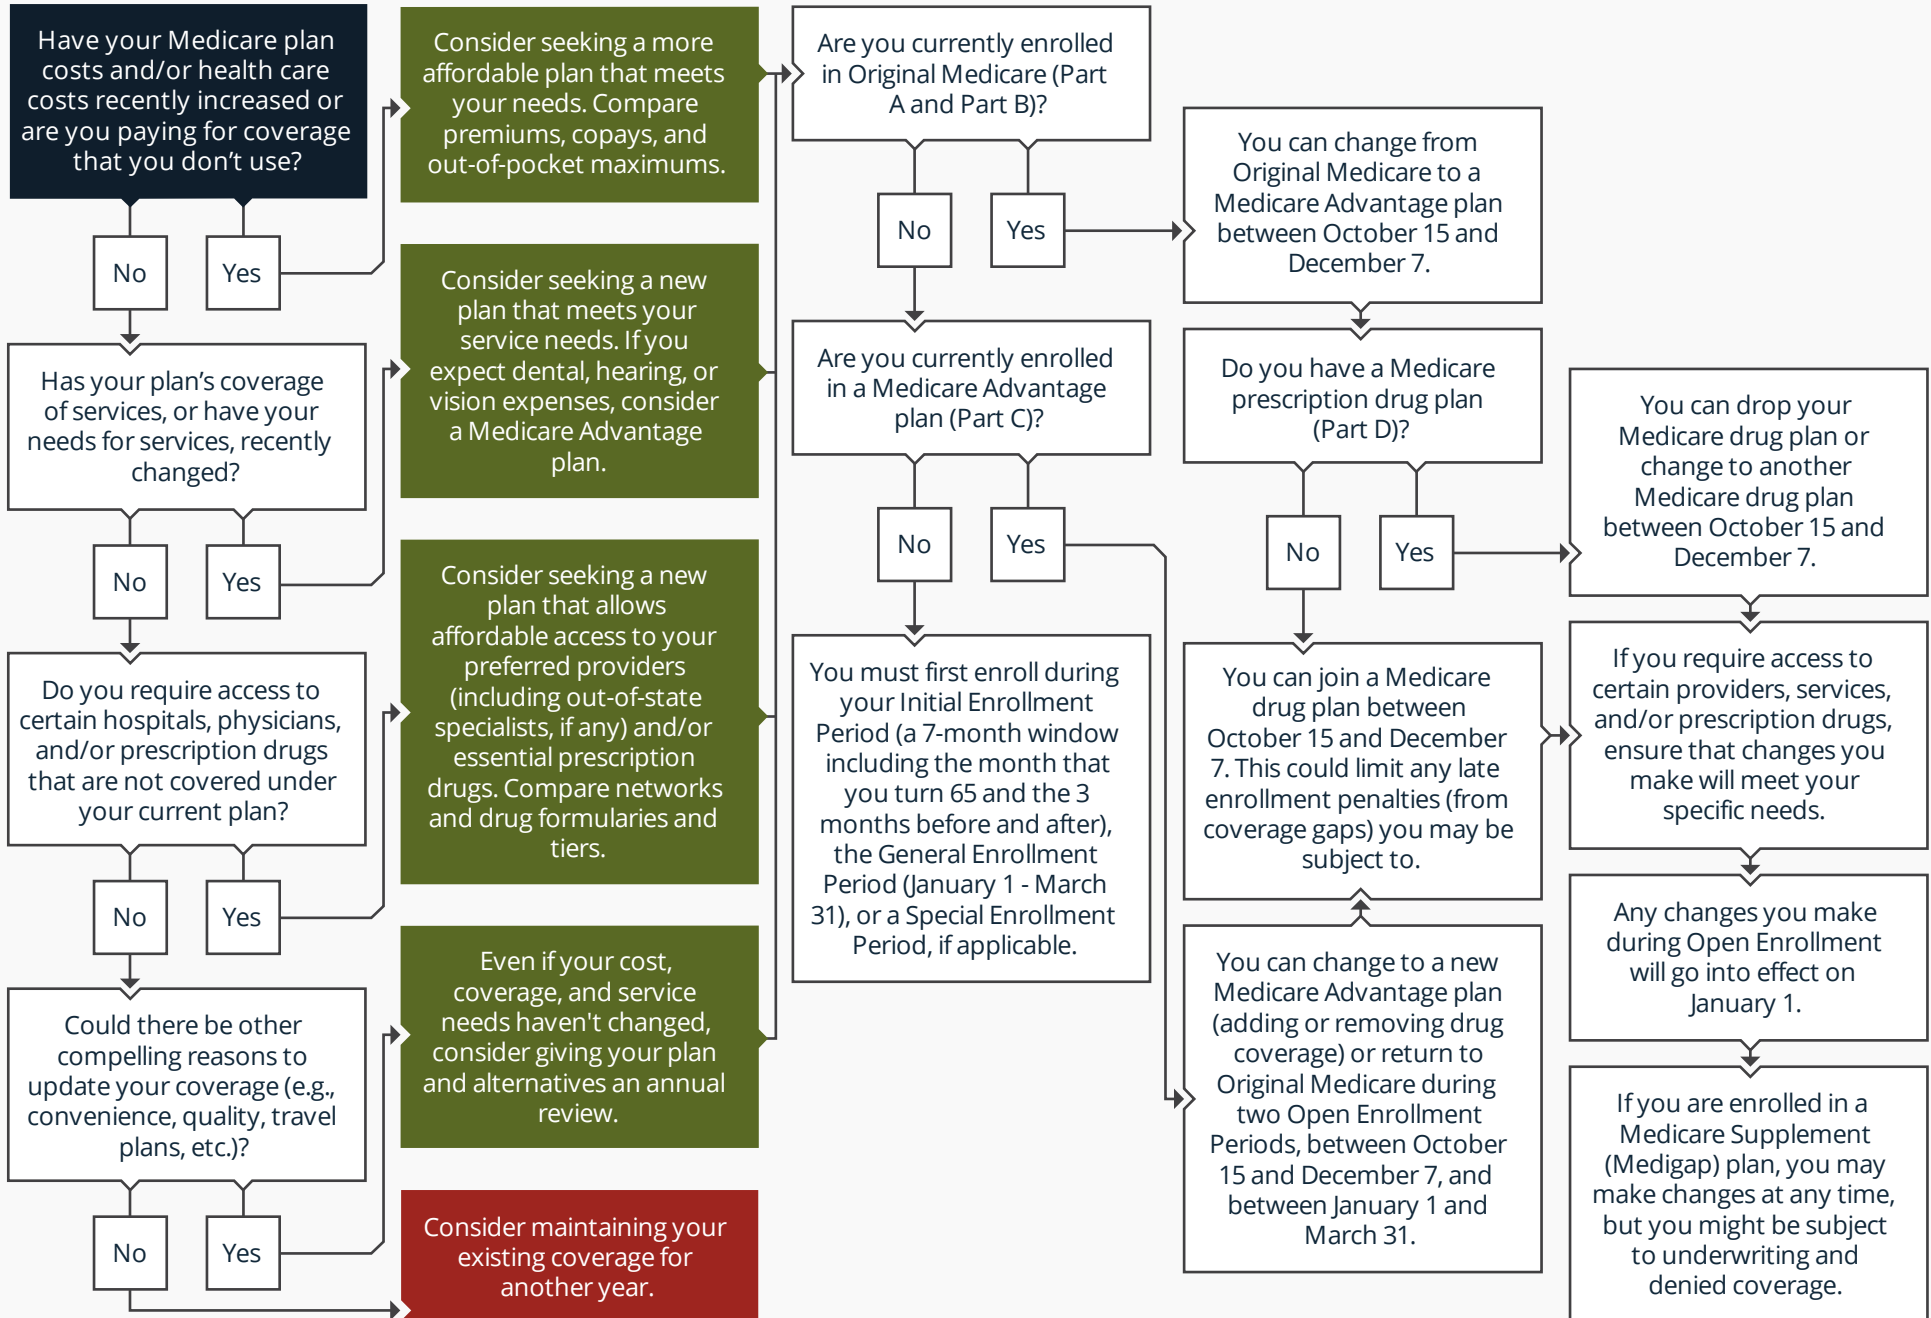 Have your Medicare plan
costs and/or health care
costs recently increased or
are you paying for coverage
that you don’t use?
No
Yes
Has your plan’s coverage
of services, or have your
needs for services, recently
changed?
No
Yes
Do you require access to
certain hospitals, physicians,
and/or prescription drugs
that are not covered under
your current plan?
No
Yes
Could there be other
compelling reasons to
update your coverage (e.g.,
convenience, quality, travel
plans, etc.)?
No
Yes
Consider seeking a more
affordable plan that meets
your needs. Compare
premiums, copays, and
out-of-pocket maximums.
Consider seeking a new
plan that meets your
service needs. If you
expect dental, hearing, or
vision expenses, consider
a Medicare Advantage
plan.
Consider seeking a new
plan that allows
affordable access to your
preferred providers
(including out-of-state
specialists, if any) and/or
essential prescription
drugs. Compare networks
and drug formularies and
tiers.
Even if your cost,
coverage, and service
needs haven't changed,
consider giving your plan
and alternatives an annual
review.
Consider maintaining your
existing coverage for
another year.
Are you currently enrolled
in Original Medicare (Part
A and Part B)?
No
Yes
Are you currently enrolled
in a Medicare Advantage
plan (Part C)?
No
Yes
You must first enroll during
your Initial Enrollment
Period (a 7-month window
including the month that
you turn 65 and the 3
months before and after),
the General Enrollment
Period (January 1 - March
31), or a Special Enrollment
Period, if applicable.
You can change from
Original Medicare to a
Medicare Advantage plan
between October 15 and
December 7.
Do you have a Medicare
prescription drug plan
(Part D)?
No
Yes
You can join a Medicare
drug plan between
October 15 and December
7. This could limit any late
enrollment penalties (from
coverage gaps) you may be
subject to.
You can change to a new
Medicare Advantage plan
(adding or removing drug
coverage) or return to
Original Medicare during
two Open Enrollment
Periods, between October
15 and December 7, and
between January 1 and
March 31.
You can drop your
Medicare drug plan or
change to another
Medicare drug plan
between October 15 and
December 7.
If you require access to
certain providers, services,
and/or prescription drugs,
ensure that changes you
make will meet your
specific needs.
Any changes you make
during Open Enrollment
will go into effect on
January 1.
If you are enrolled in a
Medicare Supplement
(Medigap) plan, you may
make changes at any time,
but you might be subject
to underwriting and
denied coverage.